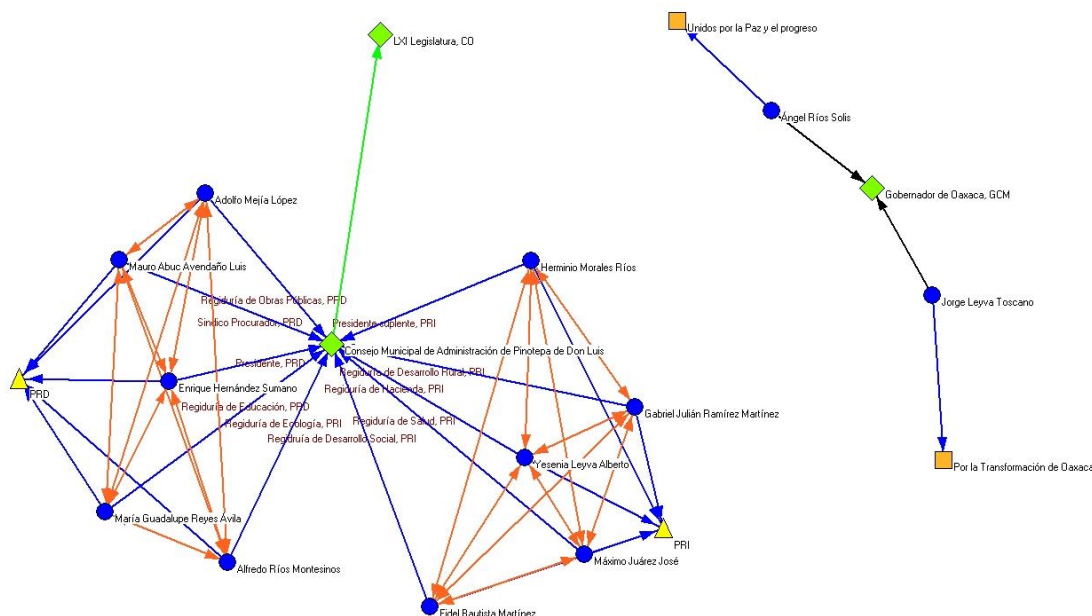 Unidos por la Paz y el progreso
LXI Legislatura, CO
Ángel Ríos Solis
Gobernador de Oaxaca, GCM
Adolfo Mejía López
Mauro Abuc Avendaño Luis
Herminio Morales Ríos
Regiduría de Obras Públicas, PRD
Jorge Leyva Toscano
Sindico Procurador, PRD
Presidente suplente, PRI
Consejo Municipal de Administración de Pinotepa de Don Luis
Presidente, PRD
Regiduría de Desarrollo Rural, PRI
Enrique Hernández Sumano
Regiduría de Hacienda, PRI
PRD
Regiduría de Educación, PRD
Gabriel Julián Ramírez Martínez
Regiduría de Ecología, PRI
Regiduría de Salud, PRI
Regidruía de Desarrollo Social, PRI
Yesenia Leyva Alberto
Por la Transformación de Oaxaca
María Guadalupe Reyes Avila
PRI
Máximo Juárez José
Alfredo Ríos Montesinos
Fidel Bautista Martínez